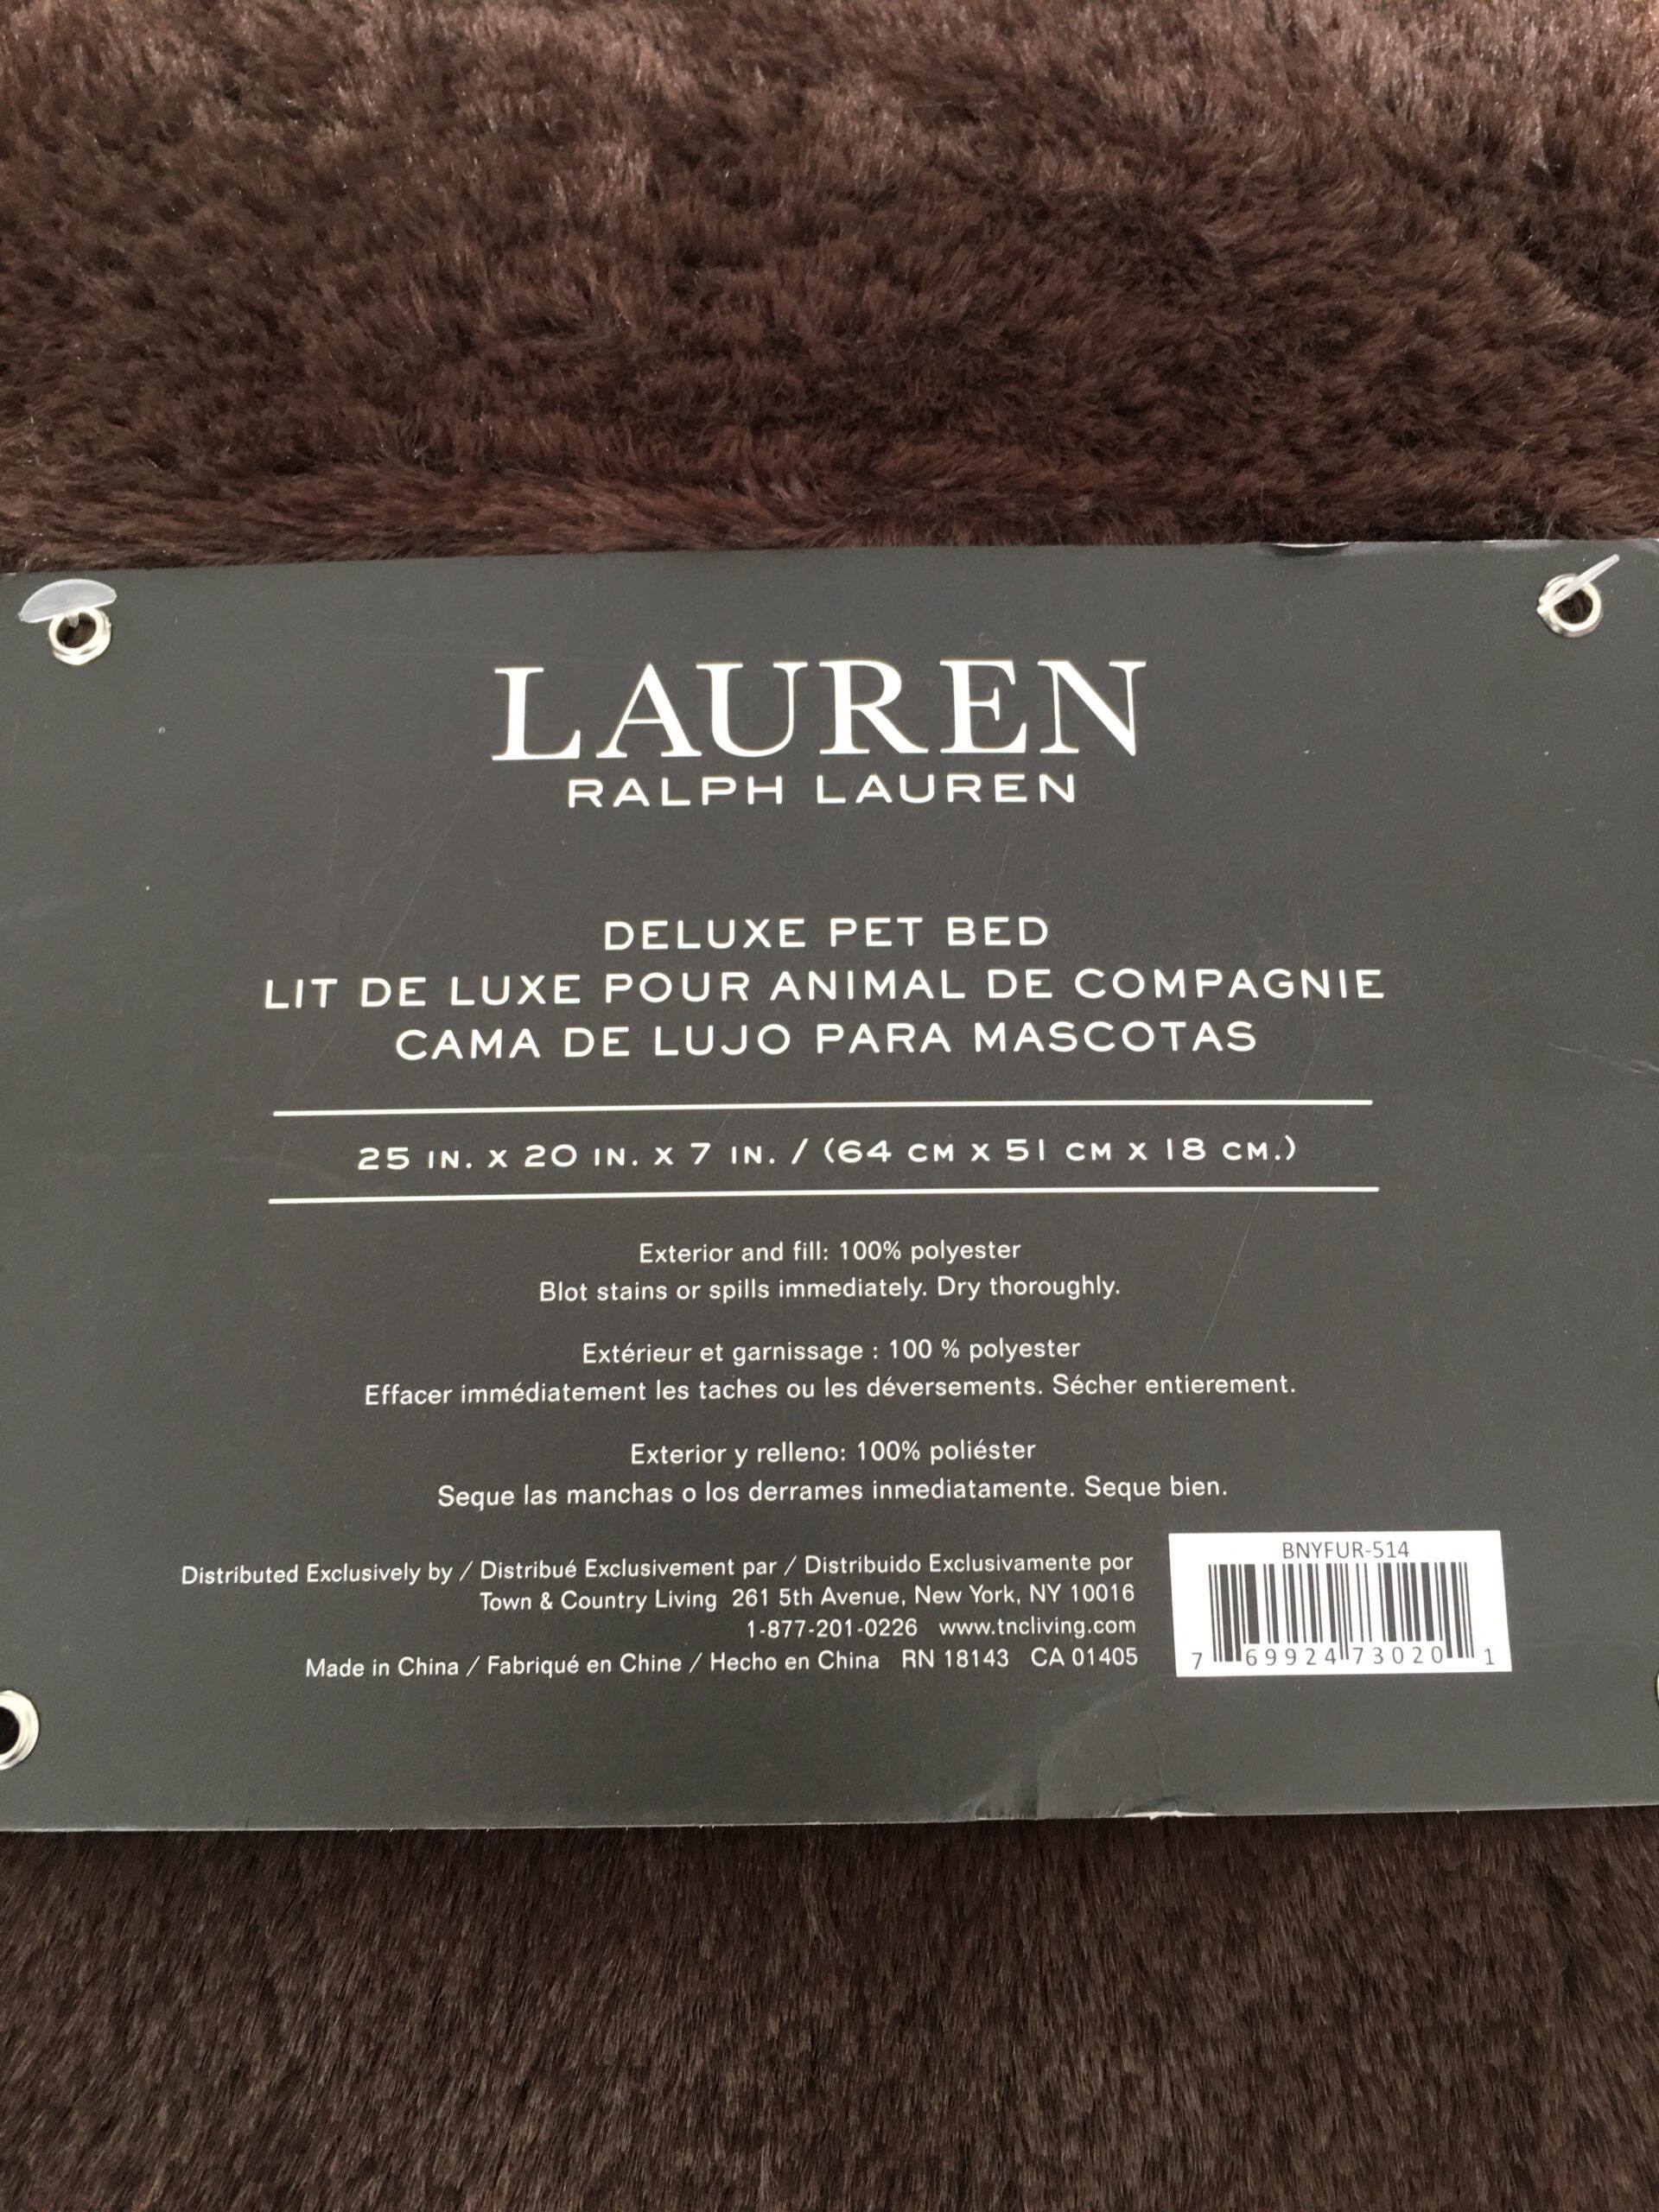 LAUREN
RALPH LAUREN
DELUXE PET BED
LIT DE LUXE POUR ANIMAL DE COMPAGNIE
CAMA DE LUJO PARA MASCOTAS
25 IN. X 20 IN. X 7 IN. / (64 CM X 51 CM X 18 CM.)
Exterior and fill: 100% polyester
Blot stains or spills immediately. Dry thoroughly.
Extérieur et garnissage : 100 % polyester
Effacer immédiatement les taches ou les déversements. Sécher entierement.
Exterior y relleno: 100% poliéster
Seque las manchas o los derrames inmediatamente. Seque bien.
Distributed Exclusively by / Distribué Exclusivement par / Distribuido Exclusivamente por
Town & Country Living 261 5th Avenue, New York, NY 10016
1-877-201-0226 www.tncliving.com
Made in China / Fabriqué en Chine / Hecho en China RN 18143 CA 01405
BNYFUR-514
7 69924 73020 1